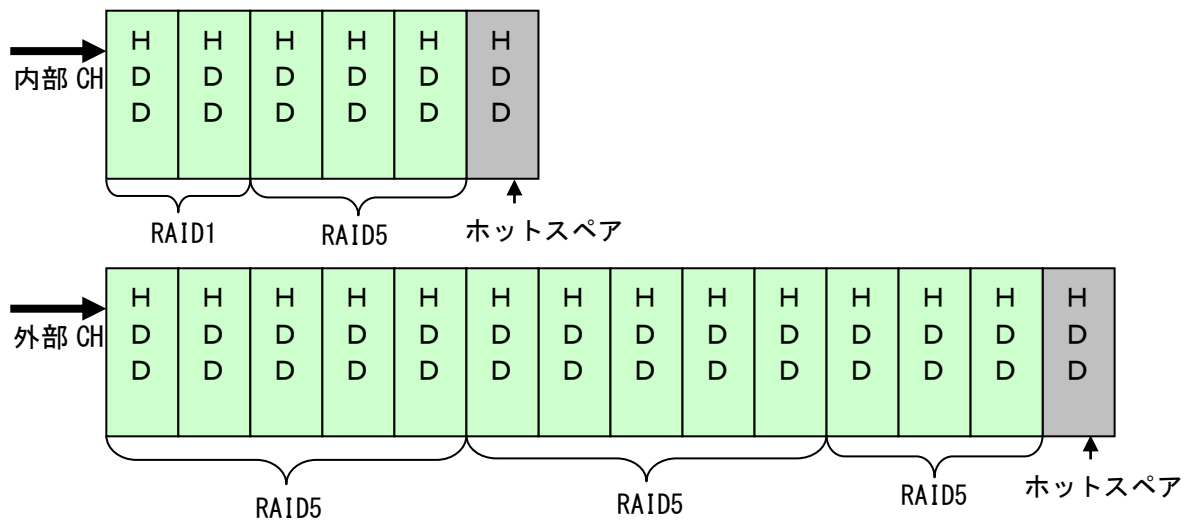 H H H H H H
D D D D D D
D D D D D D
内部 CH
RAID1 RAID5 ホットスペア
H H H H H H H H H H H H H H
D D D D D D D D D D D D D D
D D D D D D D D D D D D D D
外部 CH
RAID5 RAID5 RAID5 ホットスペア